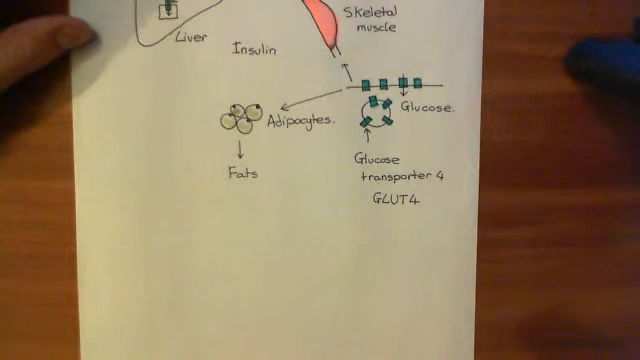 Skeletal
muscle
Liver
Insulin
Glucose.
Adipocytes.
Glucose
transporter 4
GLUT4
Fats